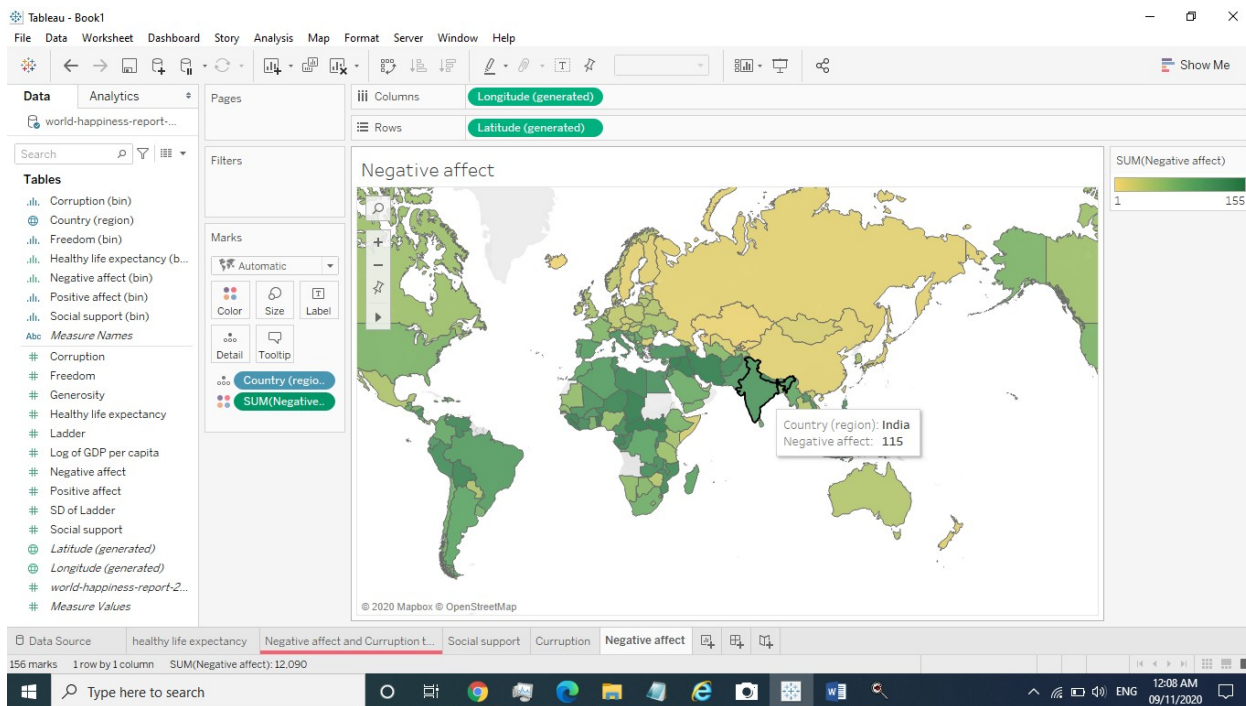 Tableau - Book1
File Data Worksheet Dashboard Story Analysis Map Format Server Window Help
Show Me
Data Analytics
world-happiness-report-...
Search
Tables
Corruption (bin)
Country (region)
Freedom (bin)
Healthy life expectancy (b...
Negative affect (bin)
Positive affect (bin)
Social support (bin)
Abc Measure Names
# Corruption
# Freedom
# Generosity
# Healthy life expectancy
# Ladder
# Log of GDP per capita
# Negative affect
# Positive affect
# SD of Ladder
# Social support
Latitude (generated)
Longitude (generated)
# world-happiness-report-2...
# Measure Values
Pages
Filters
Marks
Automatic
Color Size Label
Detail Tooltip
Country (regio..
SUM(Negative..
Columns Longitude (generated)
Rows Latitude (generated)
Negative affect
Country (region): India
Negative affect: 115
© 2020 Mapbox © OpenStreetMap
SUM(Negative affect)
1 155
Data Source healthy life expectancy Negative affect and Curruption t... Social support Curruption Negative affect
156 marks 1 row by 1 column SUM(Negative affect): 12,090
Type here to search
ENG
12:08 AM
09/11/2020